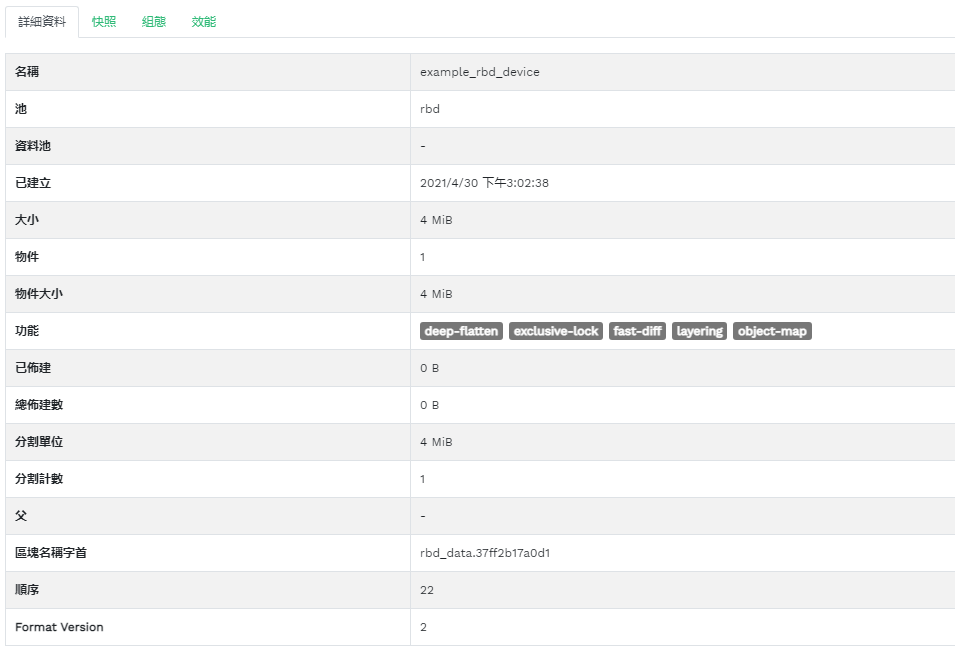 詳細資料 快照 組態 效能
名稱 example_rbd_device
池 rbd
資料池 -
已建立 2021/4/30 下午3:02:38
大小 4 MiB
物件 1
物件大小 4 MiB
功能 deep-flatten exclusive-lock fast-diff layering object-map
已佈建 0 B
總佈建數 0 B
分割單位 4 MiB
分割計數 1
父 -
區塊名稱字首 rbd_data.37ff2b17a0d1
順序 22
Format Version 2